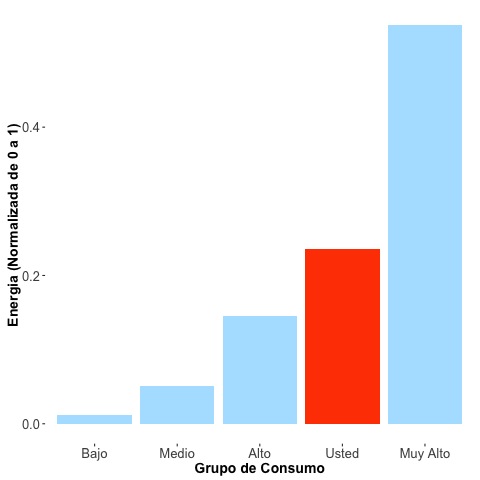 Energia (Normalizada de 0 a 1)
0.4
0.2
0.0
Bajo Medio Alto Usted Muy Alto
Grupo de Consumo